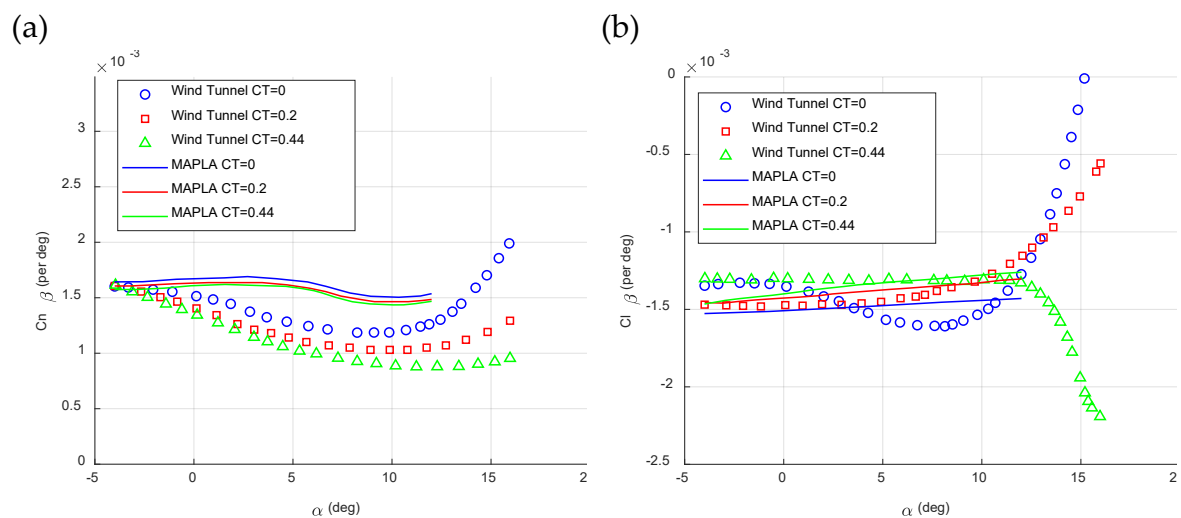 (a)
× 10 -3
Wind Tunnel CT=0
Wind Tunnel CT=0.2
Wind Tunnel CT=0.44
MAPLA CT=0
MAPLA CT=0.2
MAPLA CT=0.44
3
2.5
2
1.5
1
0.5
0
-5
0
5
10
15
2
Cn β (per deg)
α (deg)
(b)
× 10 -3
Wind Tunnel CT=0
Wind Tunnel CT=0.2
Wind Tunnel CT=0.44
MAPLA CT=0
MAPLA CT=0.2
MAPLA CT=0.44
0
-0.5
-1
-1.5
-2
-2.5
-5
0
5
10
15
2
Cl β (per deg)
α (deg)